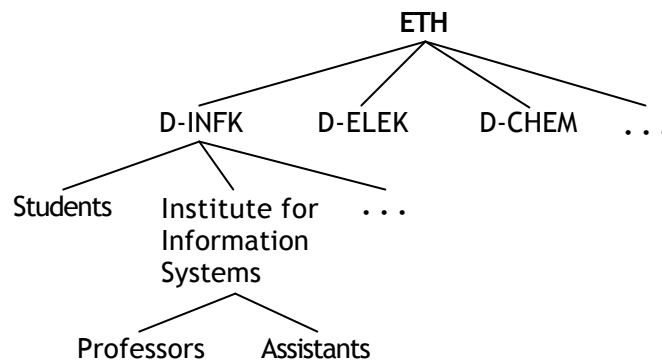 ETH
D-INFK D-ELEK D-CHEM ...
Students Institute for ...
Information
Systems
Professors Assistants